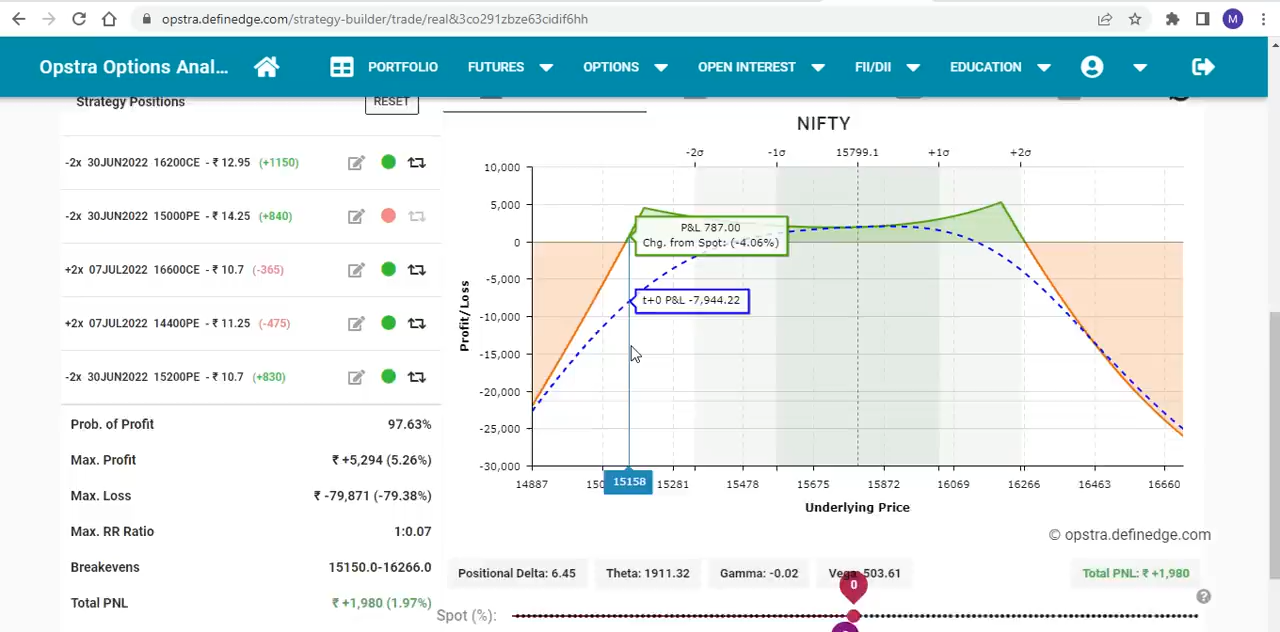 opstra.definedge.com/strategy-builder/trade/real&3co291zbze63cidif6hh
M
Opstra Options Anal...
PORTFOLIO
FUTURES
OPTIONS
OPEN INTEREST
FII/DII
EDUCATION
Strategy Positions
RESET
-2x 30JUN2022 16200CE - ₹ 12.95 (+1150)
-2x 30JUN2022 15000PE - ₹ 14.25 (+840)
+2x 07JUL2022 16600CE - ₹ 10.7 (-365)
+2x 07JUL2022 14400PE - ₹ 11.25 (-475)
-2x 30JUN2022 15200PE - ₹ 10.7 (+830)
Prob. of Profit 97.63%
Max. Profit ₹ +5,294 (5.26%)
Max. Loss ₹ -79,871 (-79.38%)
Max. RR Ratio 1:0.07
Breakevens 15150.0-16266.0
Total PNL ₹ +1,980 (1.97%)
NIFTY
-2σ -1σ 15799.1 +1σ +2σ
10,000
5,000
0
-5,000
-10,000
-15,000
-20,000
-25,000
-30,000
Profit/Loss
P&L 787.00
Chg. from Spot: (-4.06%)
t+0 P&L -7,944.22
14887 15158 15281 15478 15675 15872 16069 16266 16463 16660
Underlying Price
© opstra.definedge.com
Positional Delta: 6.45 Theta: 1911.32 Gamma: -0.02 Vega: 503.61 Total PNL: ₹ +1,980
0
?
Spot (%):